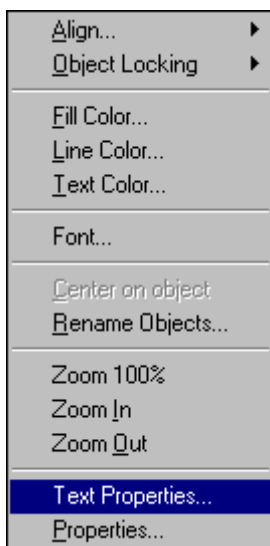 Align...
Object Locking
Fill Color...
Line Color...
Text Color...
Font...
Center on object
Rename Objects...
Zoom 100%
Zoom In
Zoom Out
Text Properties...
Properties...